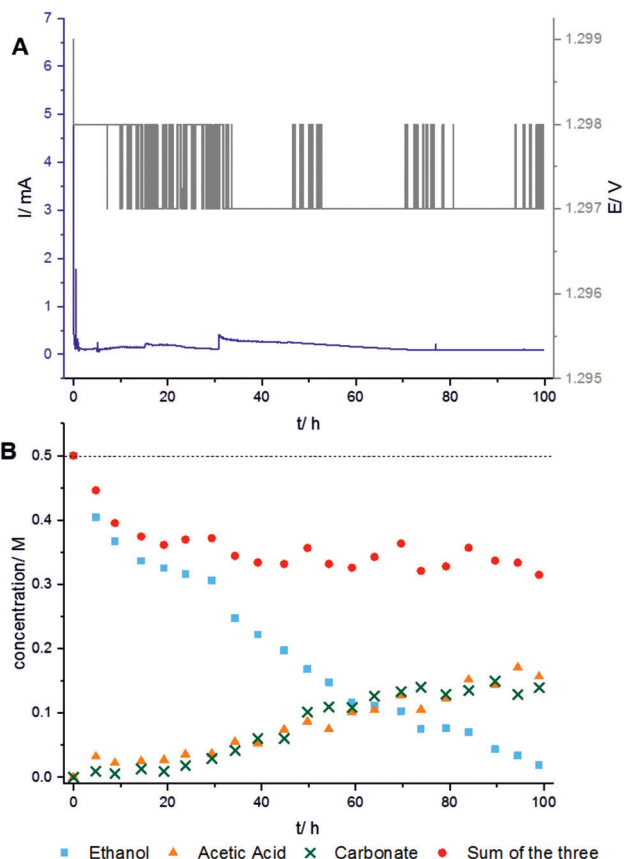 A
I/ mA
7
6
5
4
3
2
1
0
E/ V
1.299
1.298
1.297
1.296
1.295
0 20 40 60 80 100
t/ h
B
concentration/ M
0.5
0.4
0.3
0.2
0.1
0.0
0 20 40 60 80 100
t/ h
Ethanol Acetic Acid Carbonate Sum of the three